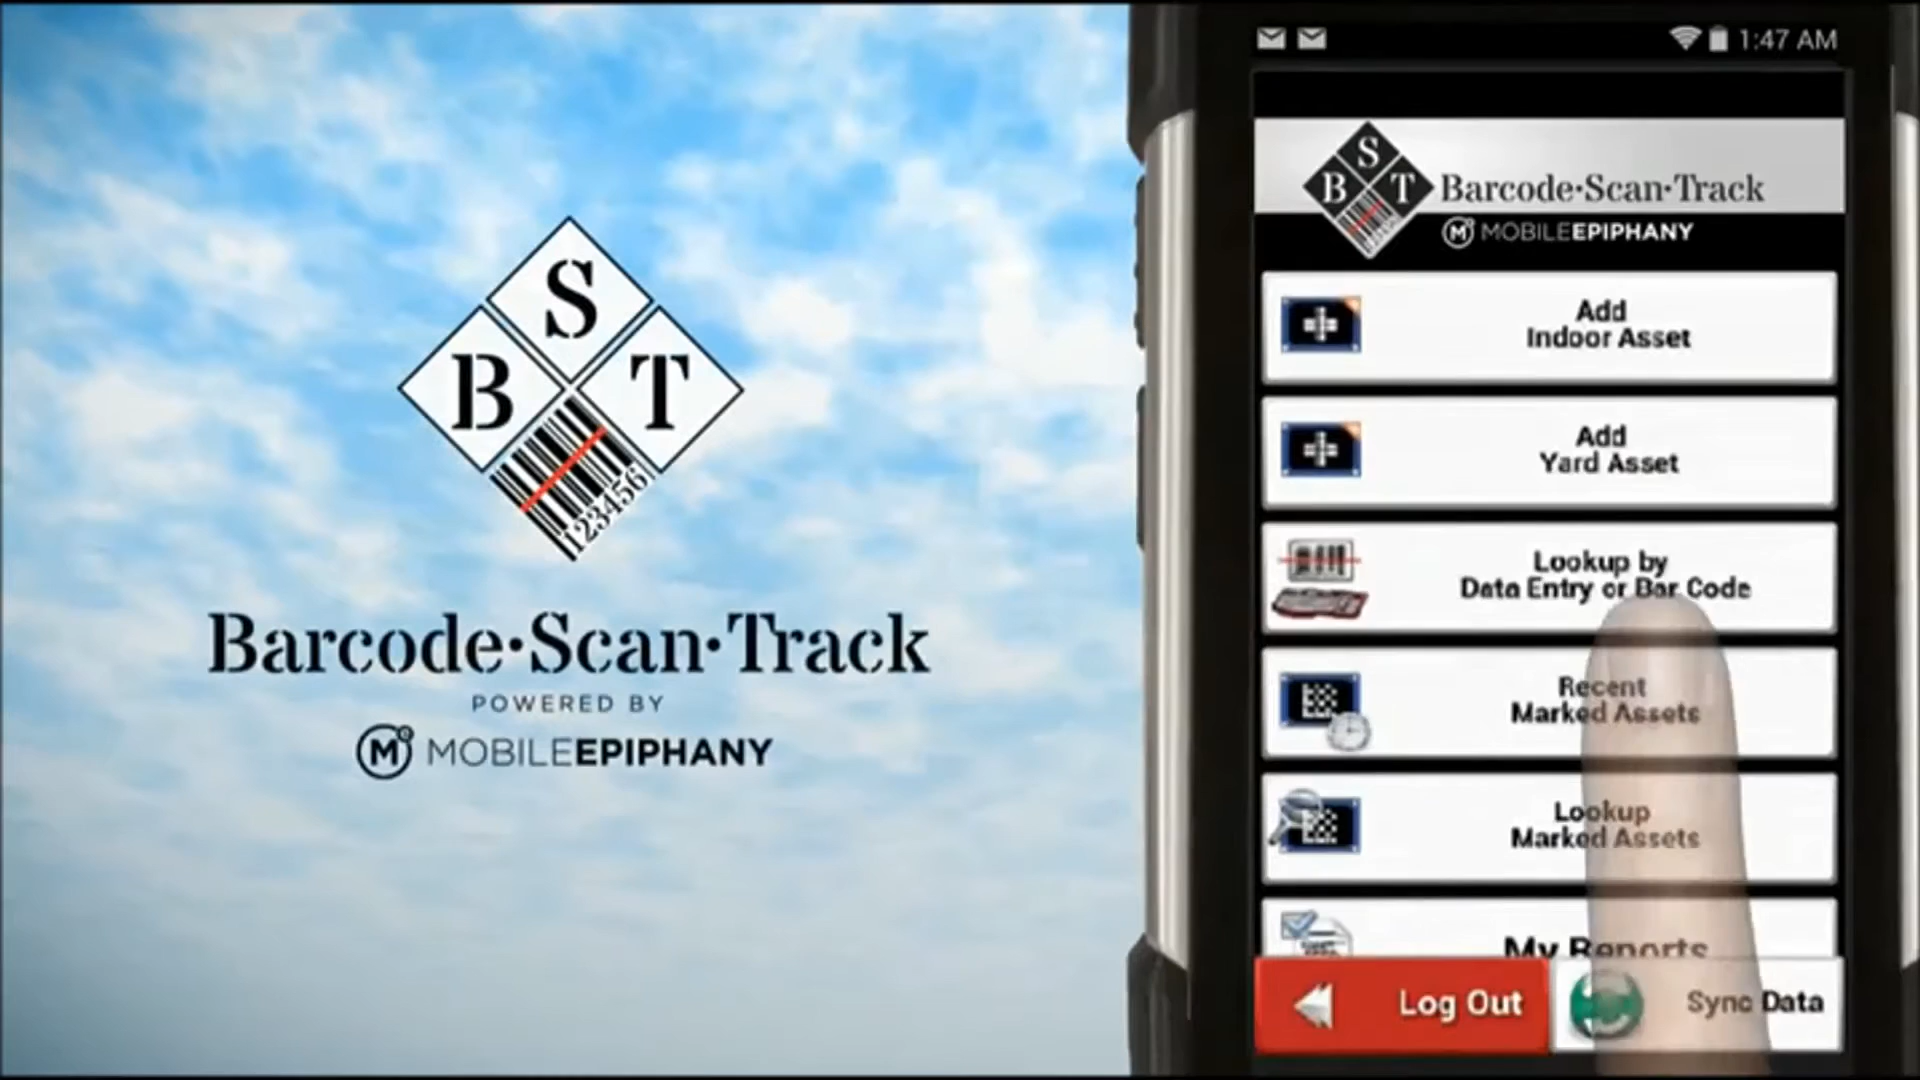 S
B T
123456
Barcode·Scan·Track
POWERED BY
M MOBILEEPIPHANY
1:47 AM
S
B T
Barcode·Scan·Track
M MOBILEEPIPHANY
Add
Indoor Asset
Add
Yard Asset
Lookup by
Data Entry or Bar Code
Recent
Marked Assets
Lookup
Marked Assets
My Reports
Log Out
Sync Data